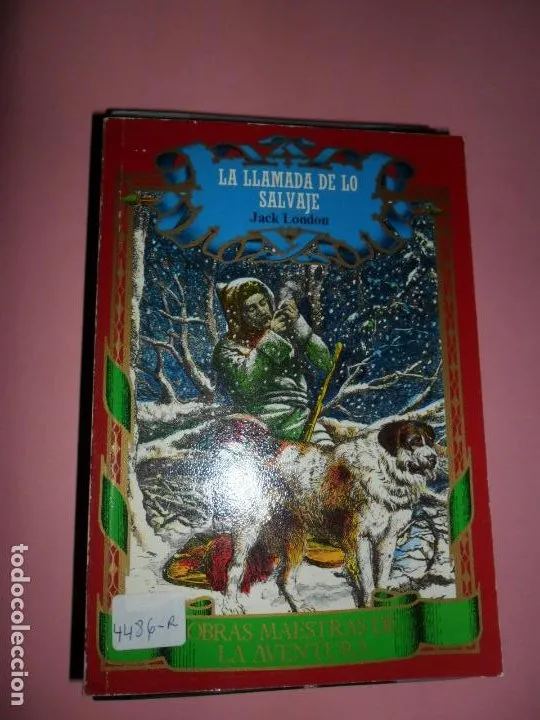 LA LLAMADA DE LO
SALVAJE
Jack London
4486-R
OBRAS MAESTRAS DE
LA AVENTURA
todocoleccion